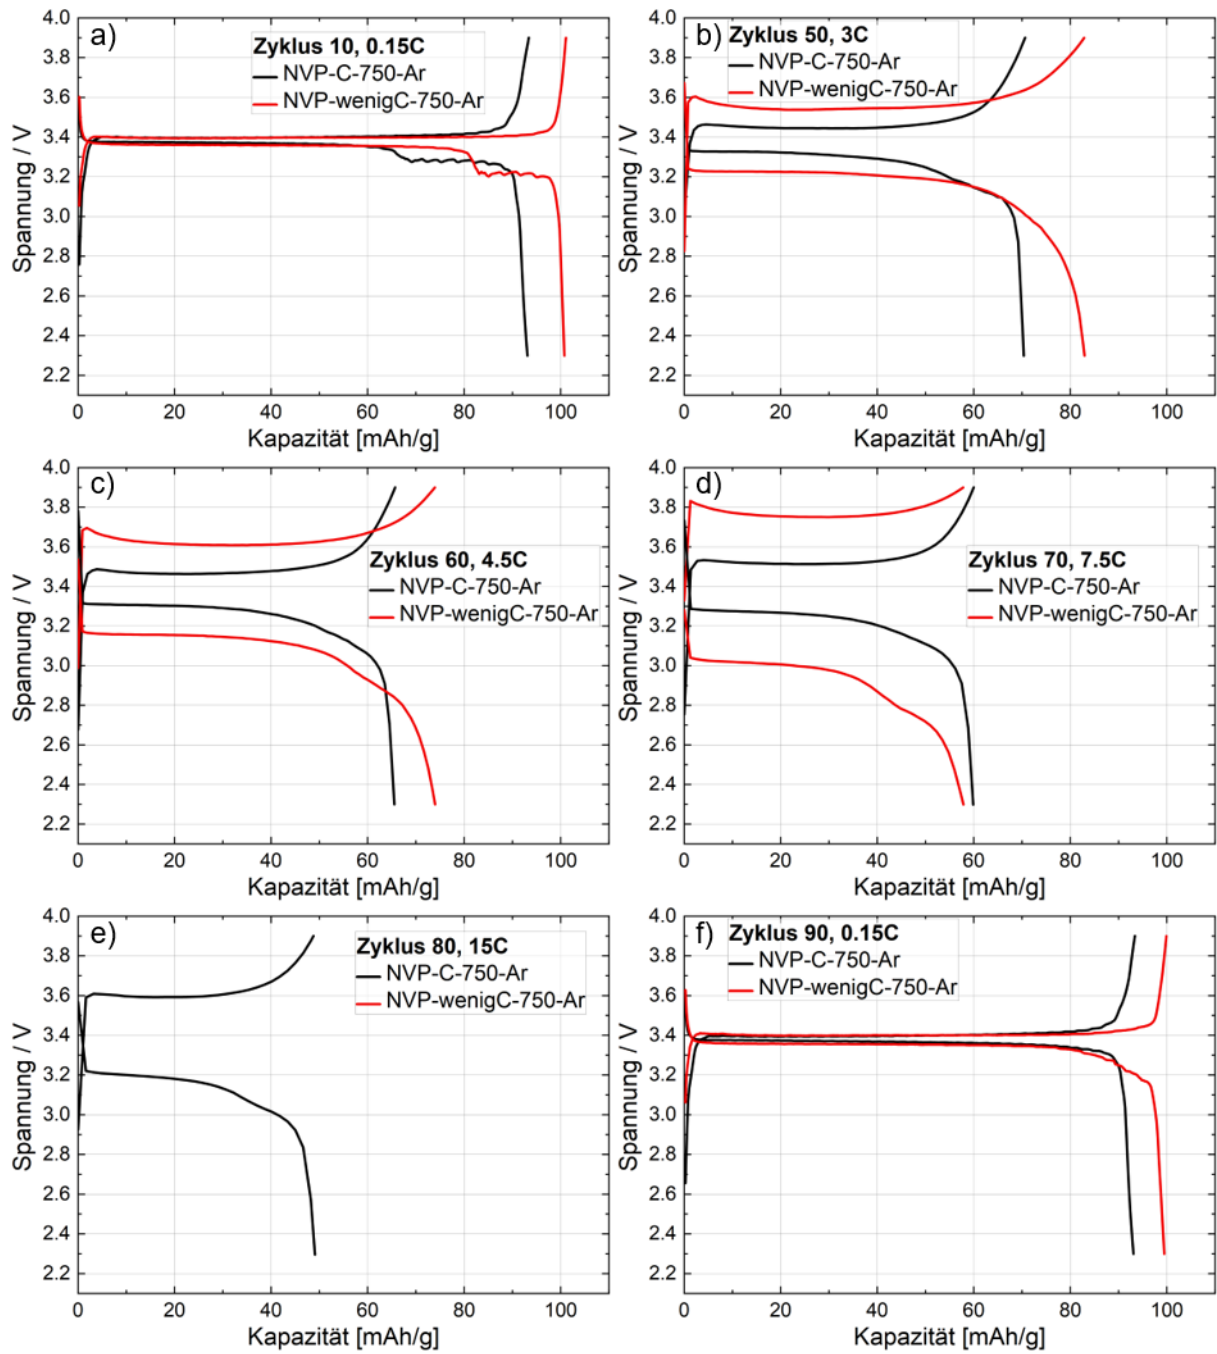 a)
Zyklus 10, 0.15C
NVP-C-750-Ar
NVP-wenigC-750-Ar
Spannung / V
4.0
3.8
3.6
3.4
3.2
3.0
2.8
2.6
2.4
2.2
0 20 40 60 80 100
Kapazität [mAh/g]
b)
Zyklus 50, 3C
NVP-C-750-Ar
NVP-wenigC-750-Ar
Spannung / V
4.0
3.8
3.6
3.4
3.2
3.0
2.8
2.6
2.4
2.2
0 20 40 60 80 100
Kapazität [mAh/g]
c)
Zyklus 60, 4.5C
NVP-C-750-Ar
NVP-wenigC-750-Ar
Spannung / V
4.0
3.8
3.6
3.4
3.2
3.0
2.8
2.6
2.4
2.2
0 20 40 60 80 100
Kapazität [mAh/g]
d)
Zyklus 70, 7.5C
NVP-C-750-Ar
NVP-wenigC-750-Ar
Spannung / V
4.0
3.8
3.6
3.4
3.2
3.0
2.8
2.6
2.4
2.2
0 20 40 60 80 100
Kapazität [mAh/g]
e)
Zyklus 80, 15C
NVP-C-750-Ar
NVP-wenigC-750-Ar
Spannung / V
4.0
3.8
3.6
3.4
3.2
3.0
2.8
2.6
2.4
2.2
0 20 40 60 80 100
Kapazität [mAh/g]
f)
Zyklus 90, 0.15C
NVP-C-750-Ar
NVP-wenigC-750-Ar
Spannung / V
4.0
3.8
3.6
3.4
3.2
3.0
2.8
2.6
2.4
2.2
0 20 40 60 80 100
Kapazität [mAh/g]